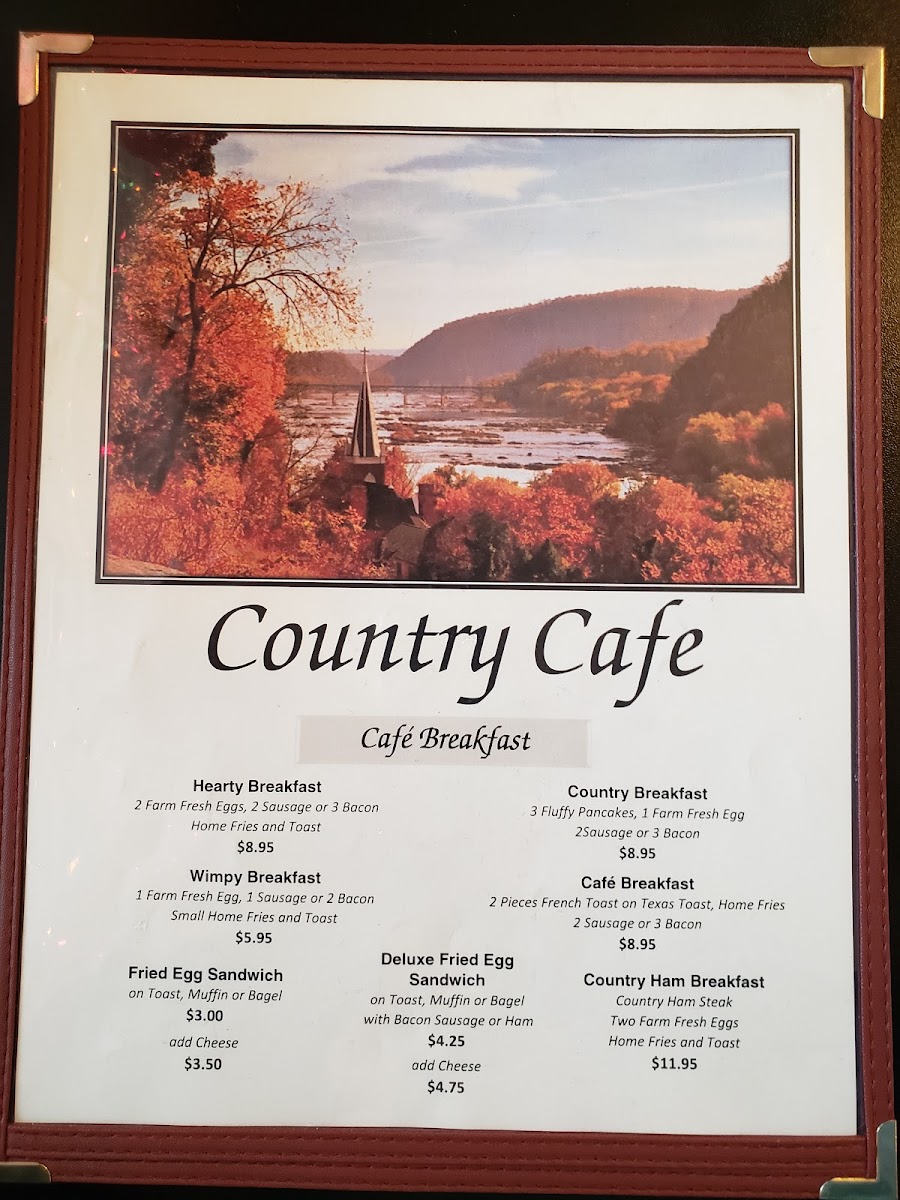 Country Cafe
Café Breakfast
Hearty Breakfast
2 Farm Fresh Eggs, 2 Sausage or 3 Bacon
Home Fries and Toast
$8.95
Country Breakfast
3 Fluffy Pancakes, 1 Farm Fresh Egg
2Sausage or 3 Bacon
$8.95
Wimpy Breakfast
1 Farm Fresh Egg, 1 Sausage or 2 Bacon
Small Home Fries and Toast
$5.95
Café Breakfast
2 Pieces French Toast on Texas Toast, Home Fries
2 Sausage or 3 Bacon
$8.95
Fried Egg Sandwich
on Toast, Muffin or Bagel
$3.00
add Cheese
$3.50
Deluxe Fried Egg
Sandwich
on Toast, Muffin or Bagel
with Bacon Sausage or Ham
$4.25
add Cheese
$4.75
Country Ham Breakfast
Country Ham Steak
Two Farm Fresh Eggs
Home Fries and Toast
$11.95